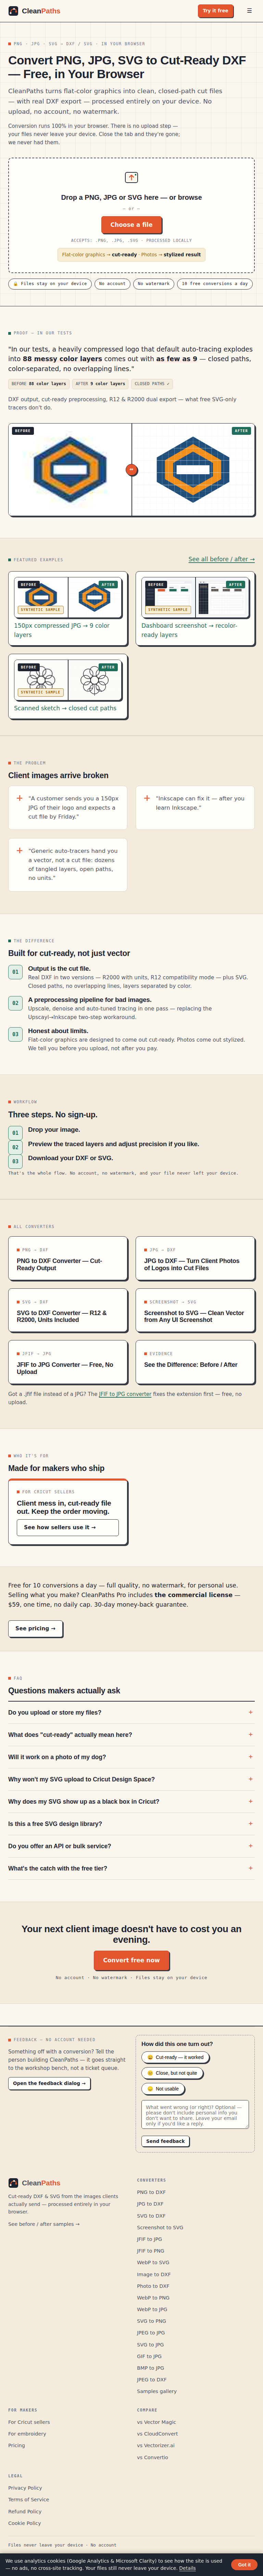 CleanPaths
Try it free
PNG · JPG · SVG → DXF / SVG · IN YOUR BROWSER
Convert PNG, JPG, SVG to Cut-Ready DXF
— Free, in Your Browser
CleanPaths turns flat-color graphics into clean, closed-path cut files
— with real DXF export — processed entirely on your device. No
upload, no account, no watermark.
Conversion runs 100% in your browser. There is no upload step —
your files never leave your device. Close the tab and they're gone;
we never had them.
Drop a PNG, JPG or SVG here — or browse
— or —
Choose a file
ACCEPTS: .PNG, .JPG, .SVG · PROCESSED LOCALLY
Flat-color graphics → cut-ready Photos → stylized result
Files stay on your device
No account
No watermark
10 free conversions a day
PROOF — IN OUR TESTS
"In our tests, a heavily compressed logo that default auto-tracing explodes
into 88 messy color layers comes out with as few as 9 — closed paths,
color-separated, no overlapping lines."
BEFORE 88 color layers
AFTER 9 color layers
CLOSED PATHS ✓
DXF output, cut-ready preprocessing, R12 & R2000 dual export — what free SVG-only
tracers don't do.
BEFORE
AFTER
FEATURED EXAMPLES
See all before / after →
BEFORE
AFTER
SYNTHETIC SAMPLE
150px compressed JPG → 9 color
layers
BEFORE
AFTER
SYNTHETIC SAMPLE
Dashboard screenshot → recolor-
ready layers
BEFORE
AFTER
SYNTHETIC SAMPLE
Scanned sketch → closed cut paths
THE PROBLEM
Client images arrive broken
"A customer sends you a 150px
JPG of their logo and expects a
cut file by Friday."
"Inkscape can fix it — after you
learn Inkscape."
"Generic auto-tracers hand you
a vector, not a cut file: dozens
of tangled layers, open paths,
no units."
THE DIFFERENCE
Built for cut-ready, not just vector
01
Output is the cut file.
Real DXF in two versions — R2000 with units, R12 compatibility mode — plus SVG.
Closed paths, no overlapping lines, layers separated by color.
02
A preprocessing pipeline for bad images.
Upscale, denoise and auto-tuned tracing in one pass — replacing the
Upscayl→Inkscape two-step workaround.
03
Honest about limits.
Flat-color graphics are designed to come out cut-ready. Photos come out stylized.
We tell you before you upload, not after you pay.
WORKFLOW
Three steps. No sign-up.
01
Drop your image.
02
Preview the traced layers and adjust precision if you like.
03
Download your DXF or SVG.
That's the whole flow. No account, no watermark, and your file never left your device.
ALL CONVERTERS
PNG → DXF
PNG to DXF Converter — Cut-
Ready Output
JPG → DXF
JPG to DXF — Turn Client Photos
of Logos into Cut Files
SVG → DXF
SVG to DXF Converter — R12 &
R2000, Units Included
SCREENSHOT → SVG
Screenshot to SVG — Clean Vector
from Any UI Screenshot
JFIF → JPG
JFIF to JPG Converter — Free, No
Upload
EVIDENCE
See the Difference: Before / After
Got a .jfif file instead of a JPG? The JFIF to JPG converter fixes the extension first — free, no
upload.
WHO IT'S FOR
Made for makers who ship
FOR CRICUT SELLERS
Client mess in, cut-ready file
out. Keep the order moving.
See how sellers use it →
Free for 10 conversions a day — full quality, no watermark, for personal use.
Selling what you make? CleanPaths Pro includes the commercial license —
$59, one time, no daily cap. 30-day money-back guarantee.
See pricing →
FAQ
Questions makers actually ask
Do you upload or store my files?
What does "cut-ready" actually mean here?
Will it work on a photo of my dog?
Why won't my SVG upload to Cricut Design Space?
Why does my SVG show up as a black box in Cricut?
Is this a free SVG design library?
Do you offer an API or bulk service?
What's the catch with the free tier?
Your next client image doesn't have to cost you an
evening.
Convert free now
No account · No watermark · Files stay on your device
FEEDBACK — NO ACCOUNT NEEDED
Something off with a conversion? Tell the
person building CleanPaths — it goes straight
to the workshop bench, not a ticket queue.
Open the feedback dialog →
How did this one turn out?
Cut-ready — it worked
Close, but not quite
Not usable
What went wrong (or right)? Optional —
please don't include personal info you
don't want to share. Leave your email
only if you'd like a reply
Send feedback
CleanPaths
Cut-ready DXF & SVG from the images clients
actually send — processed entirely in your
browser.
See before / after samples →
CONVERTERS
PNG to DXF
JPG to DXF
SVG to DXF
Screenshot to SVG
JFIF to JPG
JFIF to PNG
WebP to SVG
Image to DXF
Photo to DXF
WebP to PNG
WebP to JPG
SVG to PNG
JPEG to JPG
SVG to JPG
GIF to JPG
BMP to JPG
JPEG to DXF
Samples gallery
FOR MAKERS
For Cricut sellers
For embroidery
Pricing
COMPARE
vs Vector Magic
vs CloudConvert
vs Vectorizer.ai
vs Convertio
LEGAL
Privacy Policy
Terms of Service
Refund Policy
Cookie Policy
Files never leave your device · No account
We use analytics cookies (Google Analytics & Microsoft Clarity) to see how the site is used
— no ads, no cross-site tracking. Your files still never leave your device. Details
Got it